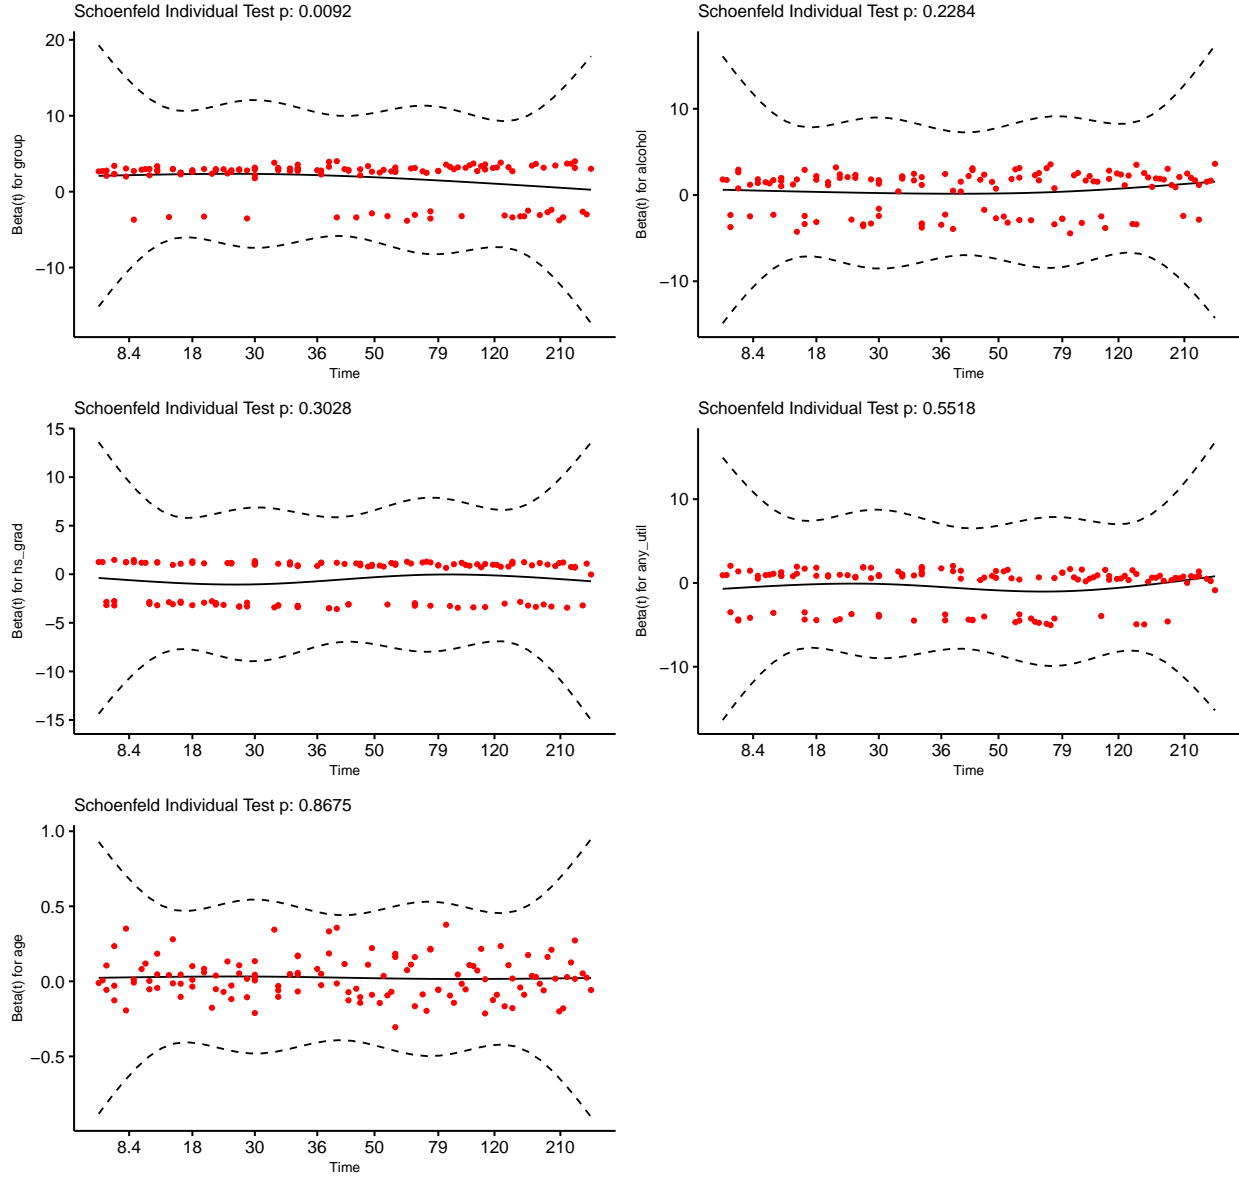 Schoenfeld Individual Test p: 0.0092
20
10
0
−10
Beta(t) for group
8.4 18 30 36 50 79 120 210
Time
Schoenfeld Individual Test p: 0.2284
10
0
−10
Beta(t) for alcohol
8.4 18 30 36 50 79 120 210
Time
Schoenfeld Individual Test p: 0.3028
15
10
5
0
−5
−10
−15
Beta(t) for hs_grad
8.4 18 30 36 50 79 120 210
Time
Schoenfeld Individual Test p: 0.5518
10
0
−10
Beta(t) for any_util
8.4 18 30 36 50 79 120 210
Time
Schoenfeld Individual Test p: 0.8675
1.0
0.5
0.0
−0.5
Beta(t) for age
8.4 18 30 36 50 79 120 210
Time